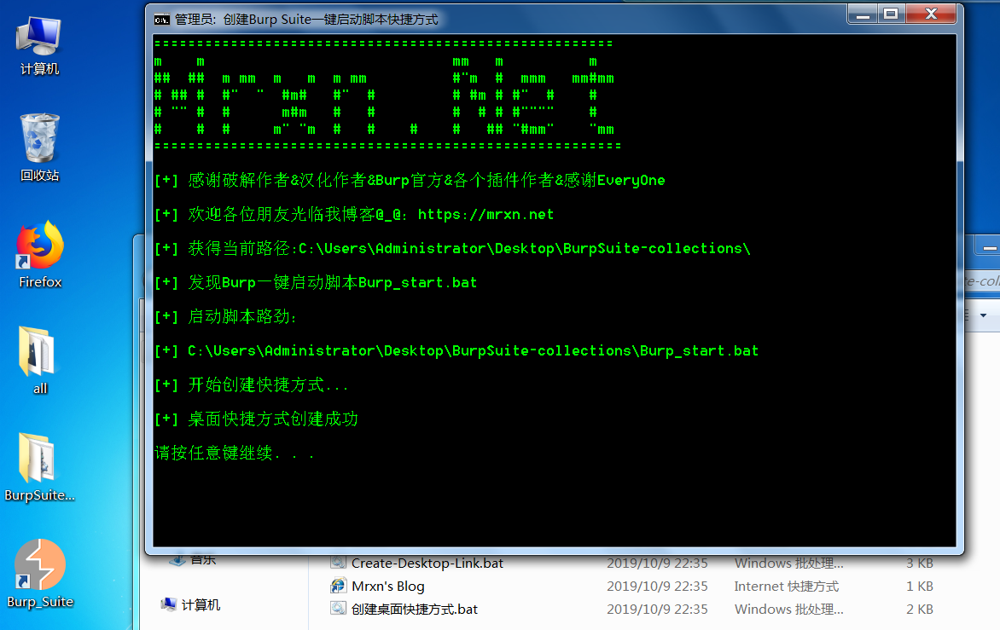 管理员: 创建Burp Suite一键启动脚本快捷方式
Mrxn.Net
[+] 感谢破解作者&汉化作者&Burp官方&各个插件作者&感谢EveryOne
[+] 欢迎各位朋友光临我博客@_@: https://mrxn.net
[+] 获得当前路径:C:\Users\Administrator\Desktop\BurpSuite-collections\
[+] 发现Burp一键启动脚本Burp_start.bat
[+] 启动脚本路劲:
[+] C:\Users\Administrator\Desktop\BurpSuite-collections\Burp_start.bat
[+] 开始创建快捷方式...
[+] 桌面快捷方式创建成功
请按任意键继续. . .
计算机
回收站
Firefox
all
BurpSuite...
Burp_Suite
音乐
计算机
Create-Desktop-Link.bat 2019/10/9 22:35 Windows 批处理... 3 KB
Mrxn's Blog 2019/10/9 22:35 Internet 快捷方式 1 KB
创建桌面快捷方式.bat 2019/10/9 22:35 Windows 批处理... 2 KB